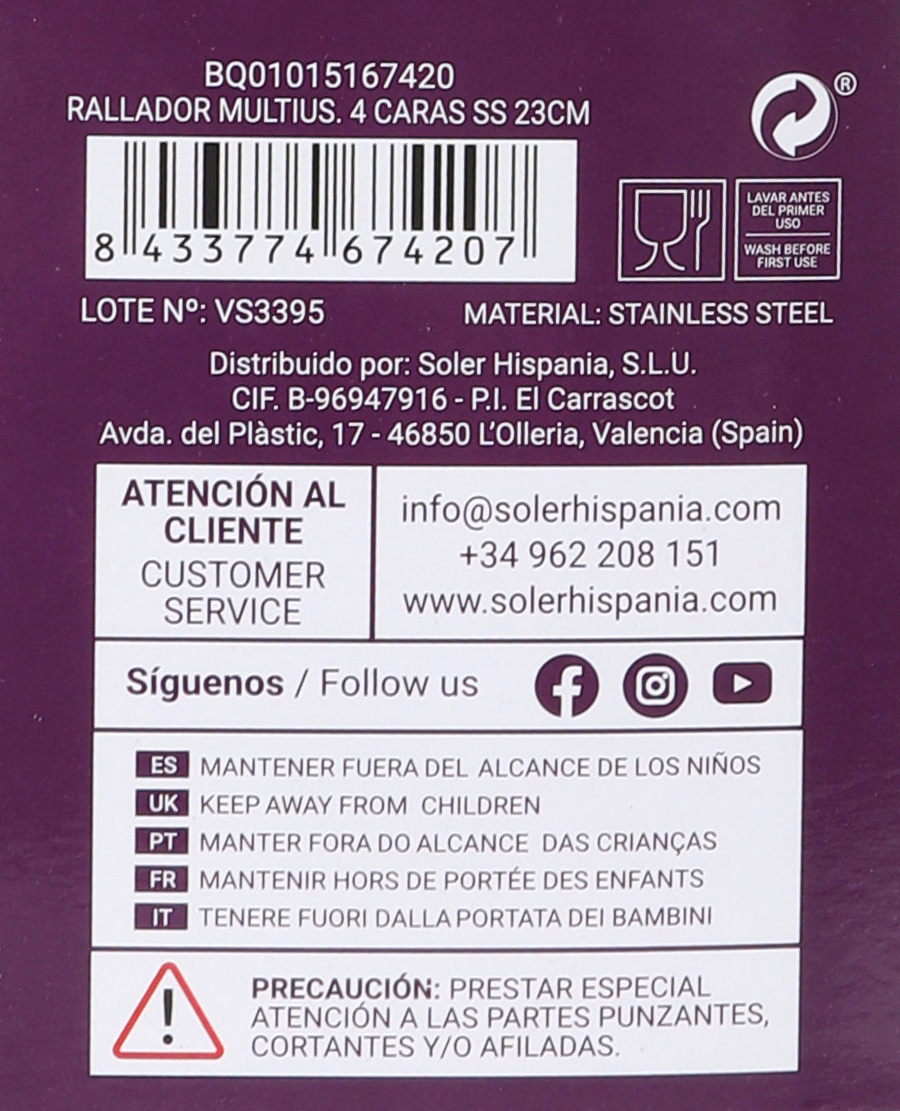 BQ01015167420
RALLADOR MULTIUS. 4 CARAS SS 23CM
®
8 433774 674207
LAVAR ANTES
DEL PRIMER
USO
WASH BEFORE
FIRST USE
LOTE Nº: VS3395
MATERIAL: STAINLESS STEEL
Distribuido por: Soler Hispania, S.L.U.
CIF. B-96947916 - P.I. El Carrascot
Avda. del Plàstic, 17 - 46850 L'Olleria, Valencia (Spain)
ATENCIÓN AL
CLIENTE
CUSTOMER
SERVICE
info@solerhispania.com
+34 962 208 151
www.solerhispania.com
Síguenos / Follow us
ES MANTENER FUERA DEL ALCANCE DE LOS NIÑOS
UK KEEP AWAY FROM CHILDREN
PT MANTER FORA DO ALCANCE DAS CRIANÇAS
FR MANTENIR HORS DE PORTÉE DES ENFANTS
IT TENERE FUORI DALLA PORTATA DEI BAMBINI
PRECAUCIÓN: PRESTAR ESPECIAL
ATENCIÓN A LAS PARTES PUNZANTES,
CORTANTES Y/O AFILADAS.